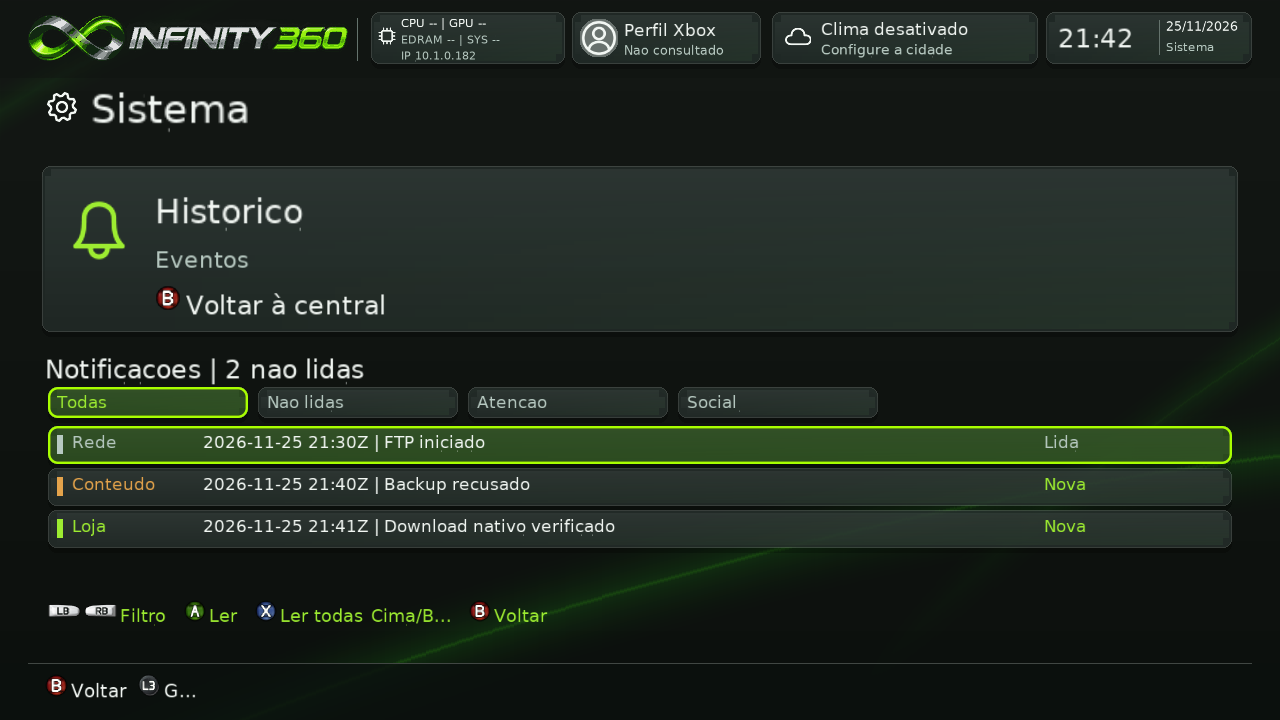 INFINITY 360
CPU -- | GPU --
EDRAM -- | SYS --
IP 10.1.0.182
Perfil Xbox
Nao consultado
Clima desativado
Configure a cidade
21:42
25/11/2026
Sistema
Sistema
Historico
Eventos
B Voltar à central
Notificacoes | 2 nao lidas
Todas Nao lidas Atencao Social
Rede 2026-11-25 21:30Z | FTP iniciado Lida
Conteudo 2026-11-25 21:40Z | Backup recusado Nova
Loja 2026-11-25 21:41Z | Download nativo verificado Nova
LB RB Filtro A Ler X Ler todas Cima/B... B Voltar
B Voltar L3 G...